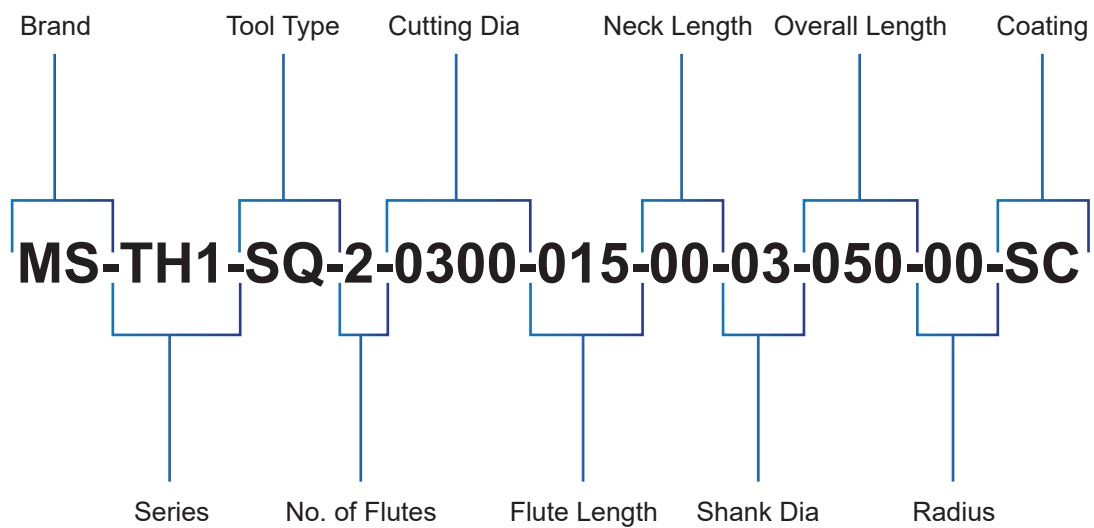 Brand Tool Type Cutting Dia Neck Length Overall Length Coating
MS-TH1-SQ-2-0300-015-00-03-050-00-SC
Series No. of Flutes Flute Length Shank Dia Radius